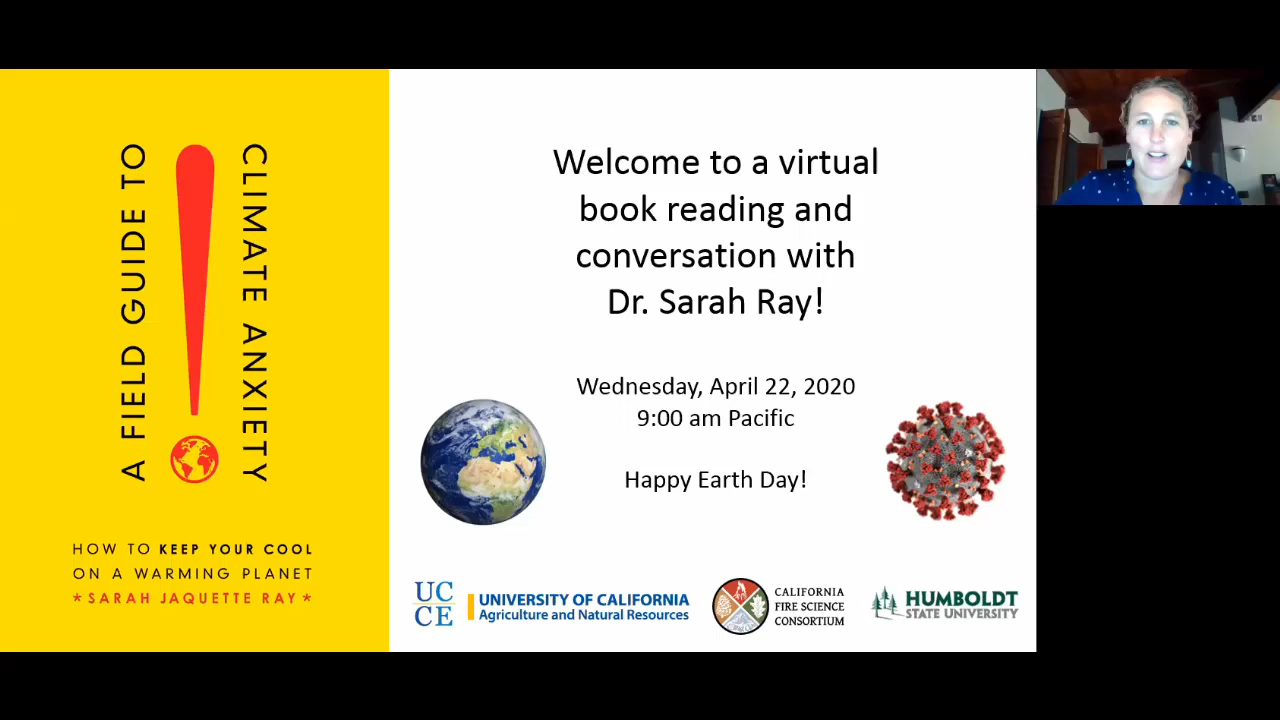 A FIELD GUIDE TO
CLIMATE ANXIETY
HOW TO KEEP YOUR COOL
ON A WARMING PLANET
*SARAH JAQUETTE RAY*
Welcome to a virtual
book reading and
conversation with
Dr. Sarah Ray!
Wednesday, April 22, 2020
9:00 am Pacific
Happy Earth Day!
UC
CE
UNIVERSITY OF CALIFORNIA
Agriculture and Natural Resources
CALIFORNIA
FIRE SCIENCE
CONSORTIUM
HUMBOLDT
STATE UNIVERSITY